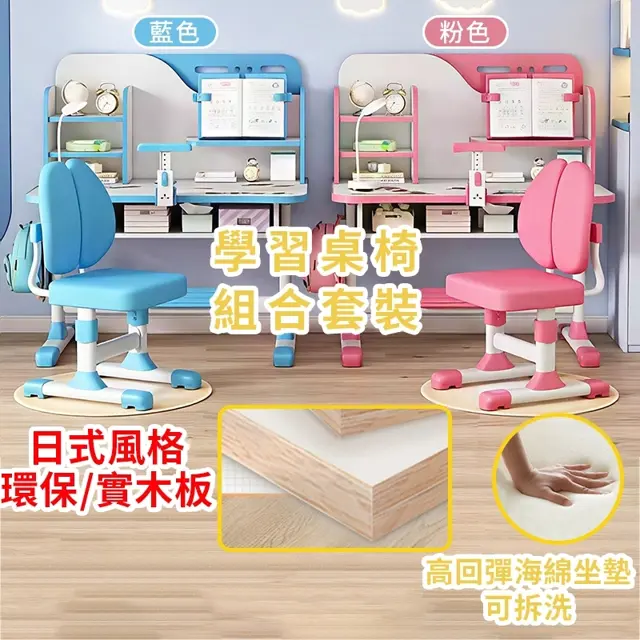 藍色
粉色
學習桌椅
組合套裝
日式風格
環保/實木板
高回彈海綿坐墊
可拆洗